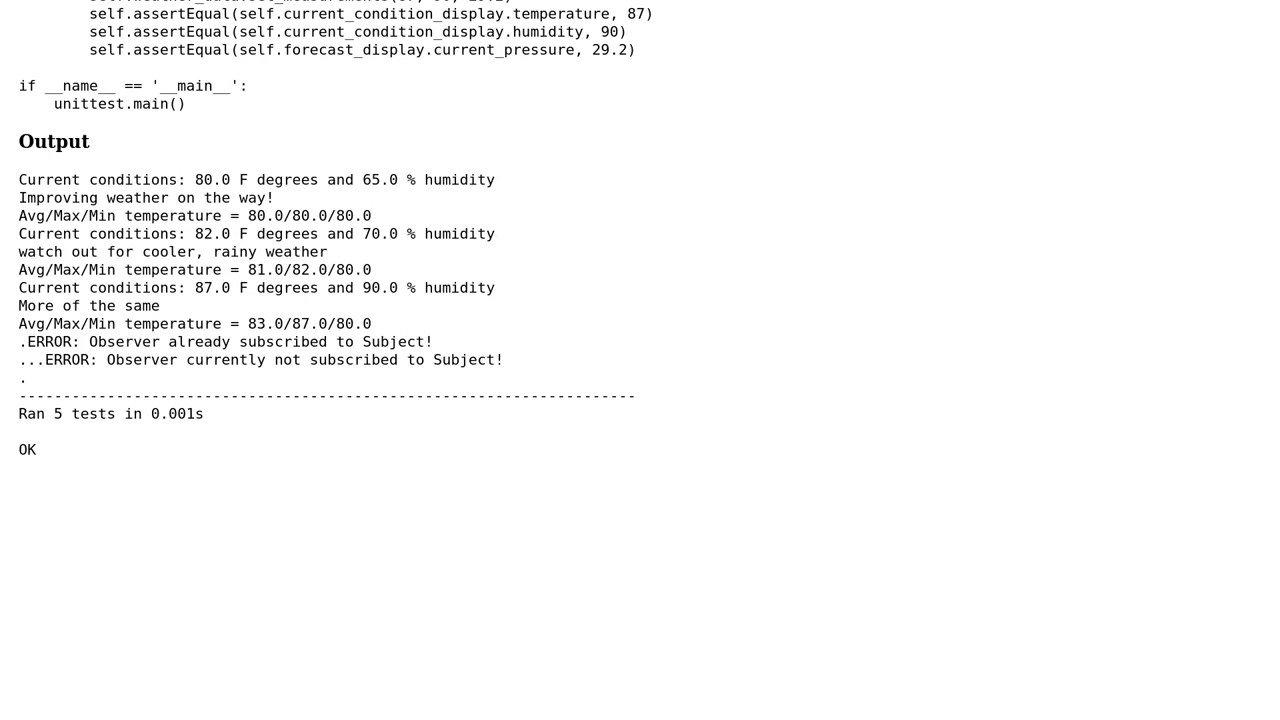 self.assertEqual(self.current_condition_display.temperature, 87)
        self.assertEqual(self.current_condition_display.humidity, 90)
        self.assertEqual(self.forecast_display.current_pressure, 29.2)

if __name__ == '__main__':
    unittest.main()
Output
Current conditions: 80.0 F degrees and 65.0 % humidity
Improving weather on the way!
Avg/Max/Min temperature = 80.0/80.0/80.0
Current conditions: 82.0 F degrees and 70.0 % humidity
watch out for cooler, rainy weather
Avg/Max/Min temperature = 81.0/82.0/80.0
Current conditions: 87.0 F degrees and 90.0 % humidity
More of the same
Avg/Max/Min temperature = 83.0/87.0/80.0
.ERROR: Observer already subscribed to Subject!
...ERROR: Observer currently not subscribed to Subject!
.
----------------------------------------------------------------------
Ran 5 tests in 0.001s

OK